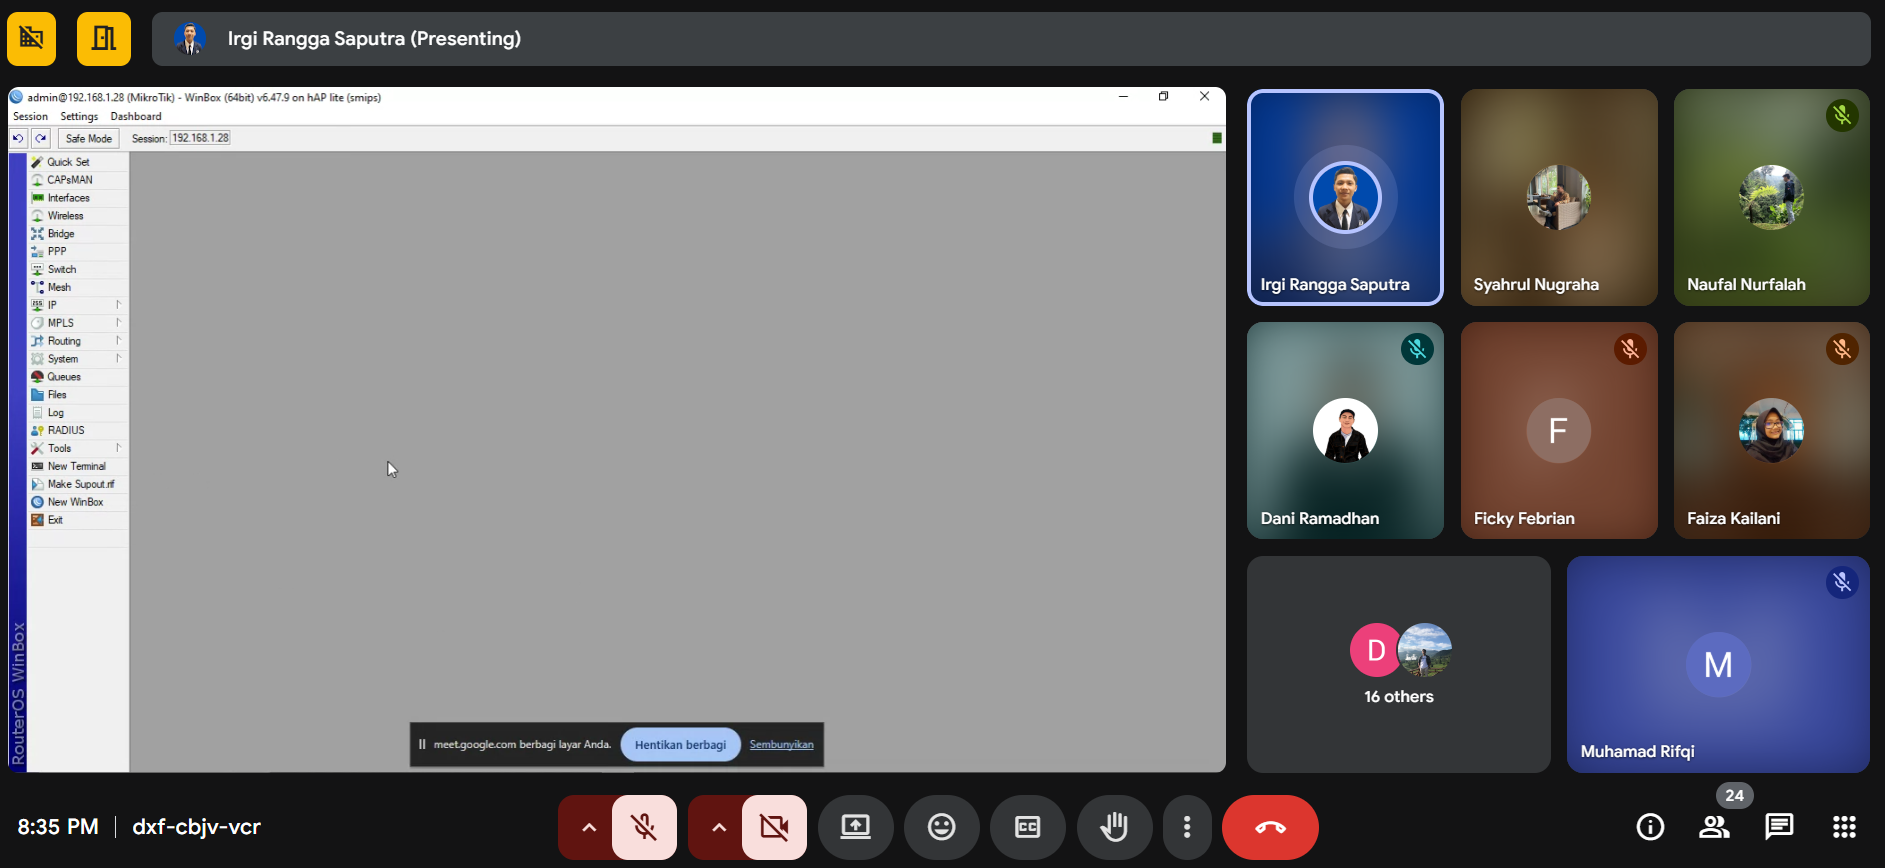 Irgi Rangga Saputra (Presenting)
admin@192.168.1.28 (MikroTik) - WinBox (64bit) v6.47.9 on hAP lite (smips)
Session Settings Dashboard
Safe Mode Session: 192.168.1.28
Quick Set
CAPsMAN
Interfaces
Wireless
Bridge
PPP
Switch
Mesh
IP
MPLS
Routing
System
Queues
Files
Log
RADIUS
Tools
New Terminal
Make Supout.rif
New WinBox
Exit
RouterOS WinBox
meet.google.com berbagi layar Anda. Hentikan berbagi Sembunyikan
Irgi Rangga Saputra
Syahrul Nugraha
Naufal Nurfalah
Dani Ramadhan
F
Ficky Febrian
Faiza Kailani
D
16 others
M
Muhamad Rifqi
8:35 PM dxf-cbjv-vcr
CC
24